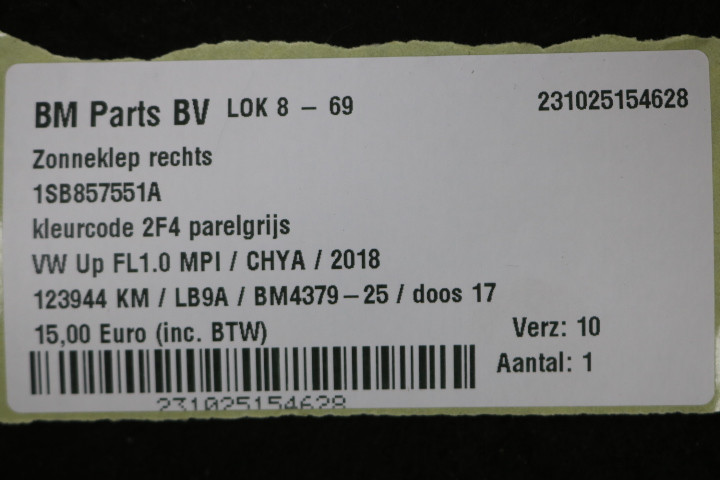 BM Parts BV LOK 8 - 69 231025154628
Zonneklep rechts
1SB857551A
kleurcode 2F4 parelgrijs
VW Up FL1.0 MPI / CHYA / 2018
123944 KM / LB9A / BM4379-25 / doos 17
15,00 Euro (inc. BTW) Verz: 10
Aantal: 1
231025154628